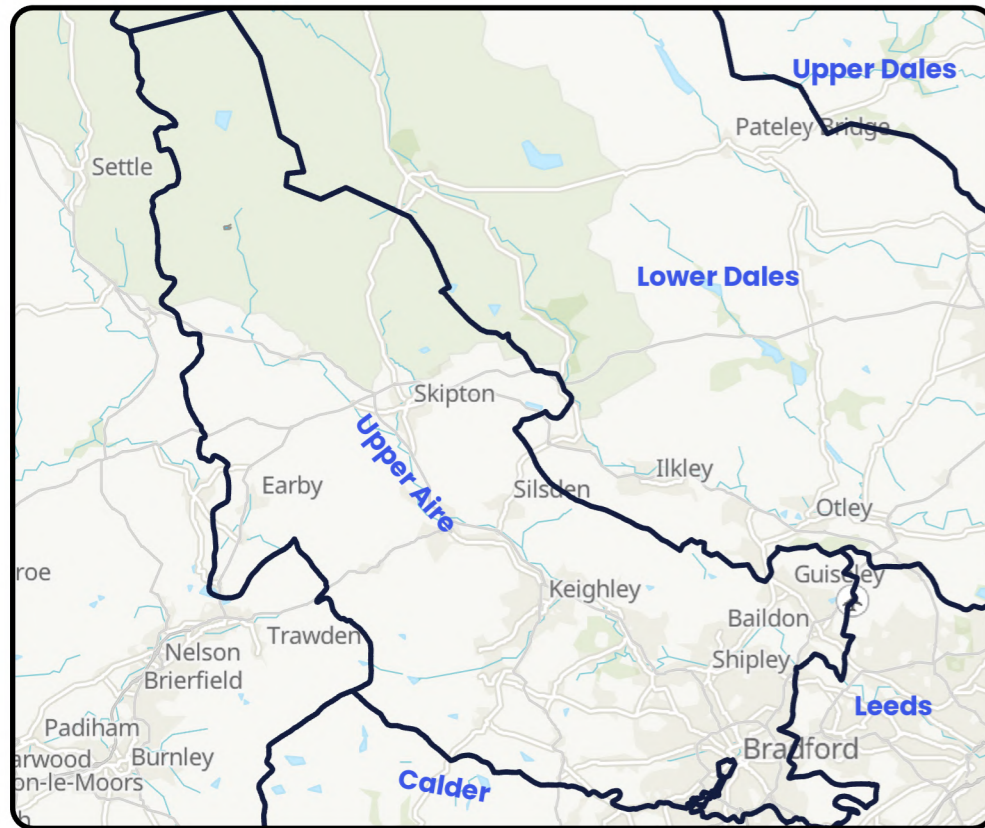 Upper Dales
Pateley Bridge
Settle
Lower Dales
Skipton
Upper Aire
Ilkley
Earby
Silsden
Otley
roe
Guiseley
Keighley
Baildon
Trawden
Nelson
Shipley
Brierfield
Leeds
Padiham
Bradford
arwood
Burnley
on-le-Moors
Calder
h